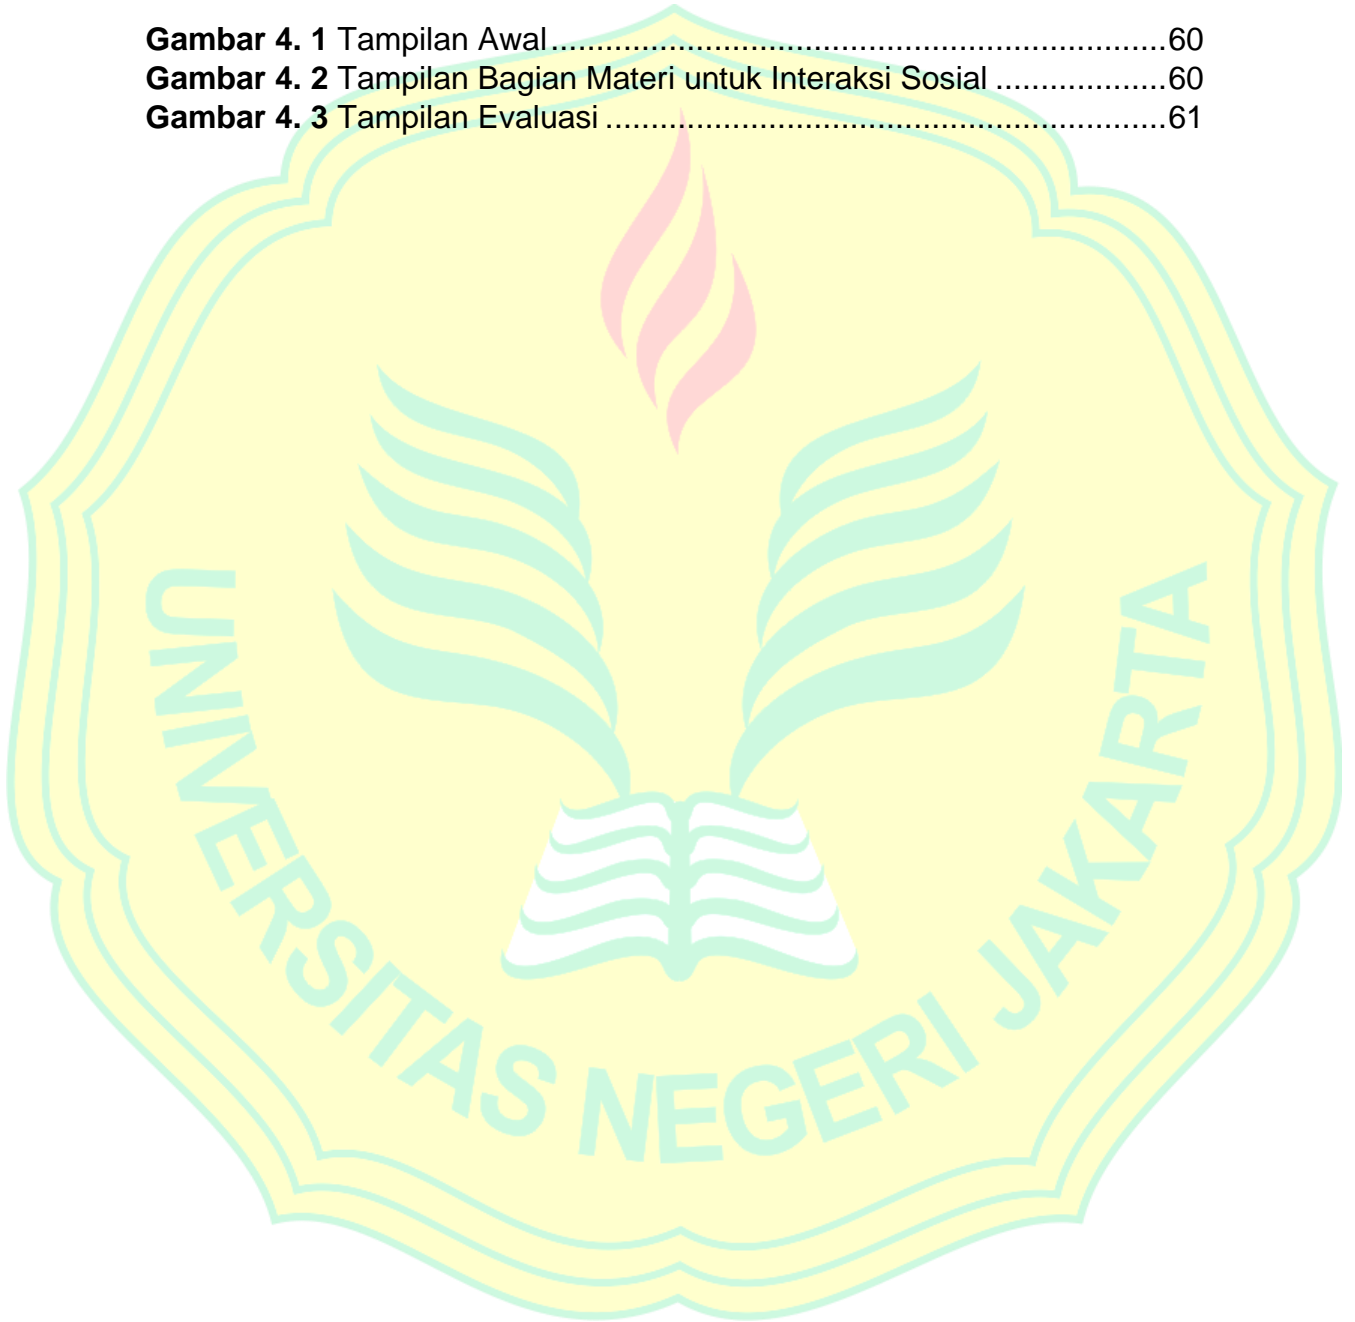 Gambar 4. 1 Tampilan Awal....................................................................60
Gambar 4. 2 Tampilan Bagian Materi untuk Interaksi Sosial ...................60
Gambar 4. 3 Tampilan Evaluasi ..............................................................61
UNIVERSITAS NEGERI JAKARTA